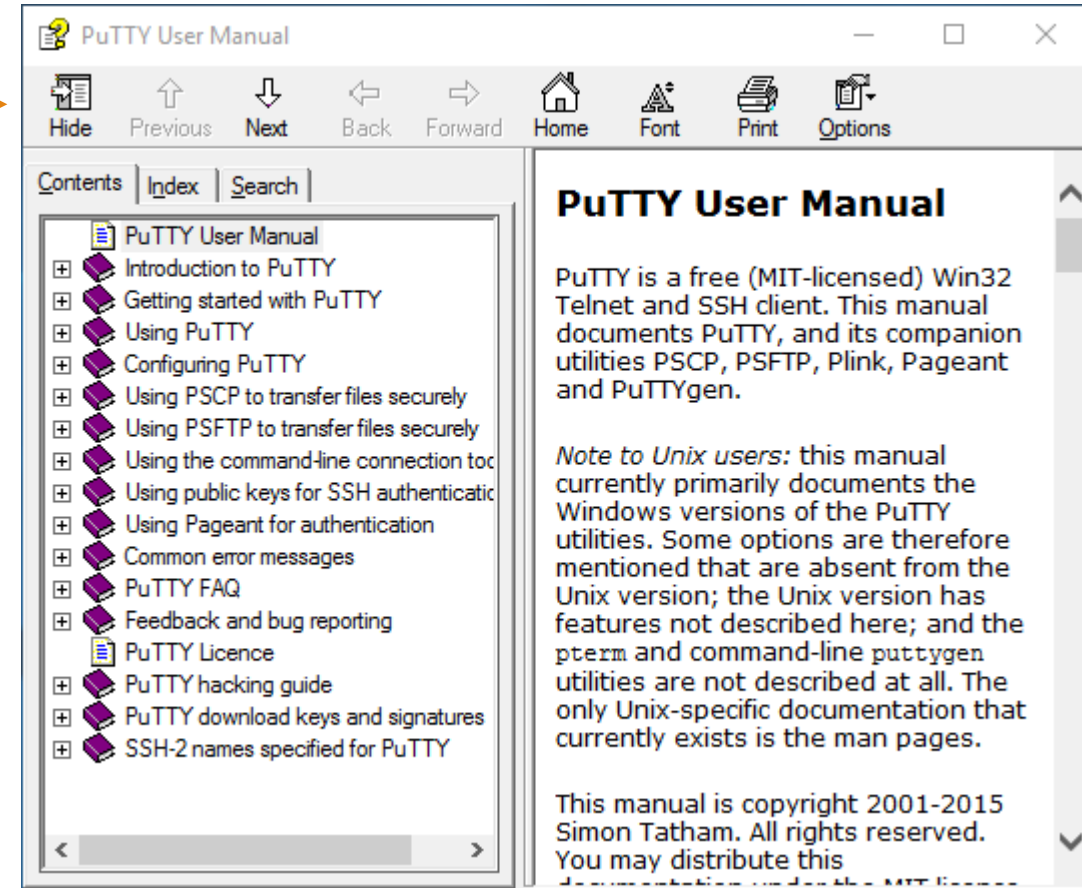 PuTTY User Manual
Hide Previous Next Back Forward Home Font Print Options
Contents Index Search
PuTTY User Manual
Introduction to PuTTY
Getting started with PuTTY
Using PuTTY
Configuring PuTTY
Using PSCP to transfer files securely
Using PSFTP to transfer files securely
Using the command-line connection
Using public keys for SSH
Using Pageant for authentication
Common error messages
PuTTY FAQ
Feedback and bug reporting
PuTTY Licence
PuTTY hacking guide
PuTTY download keys and signatures
SSH-2 names specified for PuTTY
PuTTY User Manual
PuTTY is a free (MIT-licensed) Win32
Telnet and SSH client. This manual
documents PuTTY, and its companion
utilities PSCP, PSFTP, Plink, Pageant
and PuTTYgen.
Note to Unix users: this manual
currently primarily documents the
Windows versions of the PuTTY
utilities. Some options are therefore
mentioned that are absent from the
Unix version; the Unix version has
features not described here; and the
pterm and command-line puttygen
utilities are not described at all. The
only Unix-specific documentation that
currently exists is the man pages.
This manual is copyright 2001-2015
Simon Tatham. All rights reserved.
You may distribute this